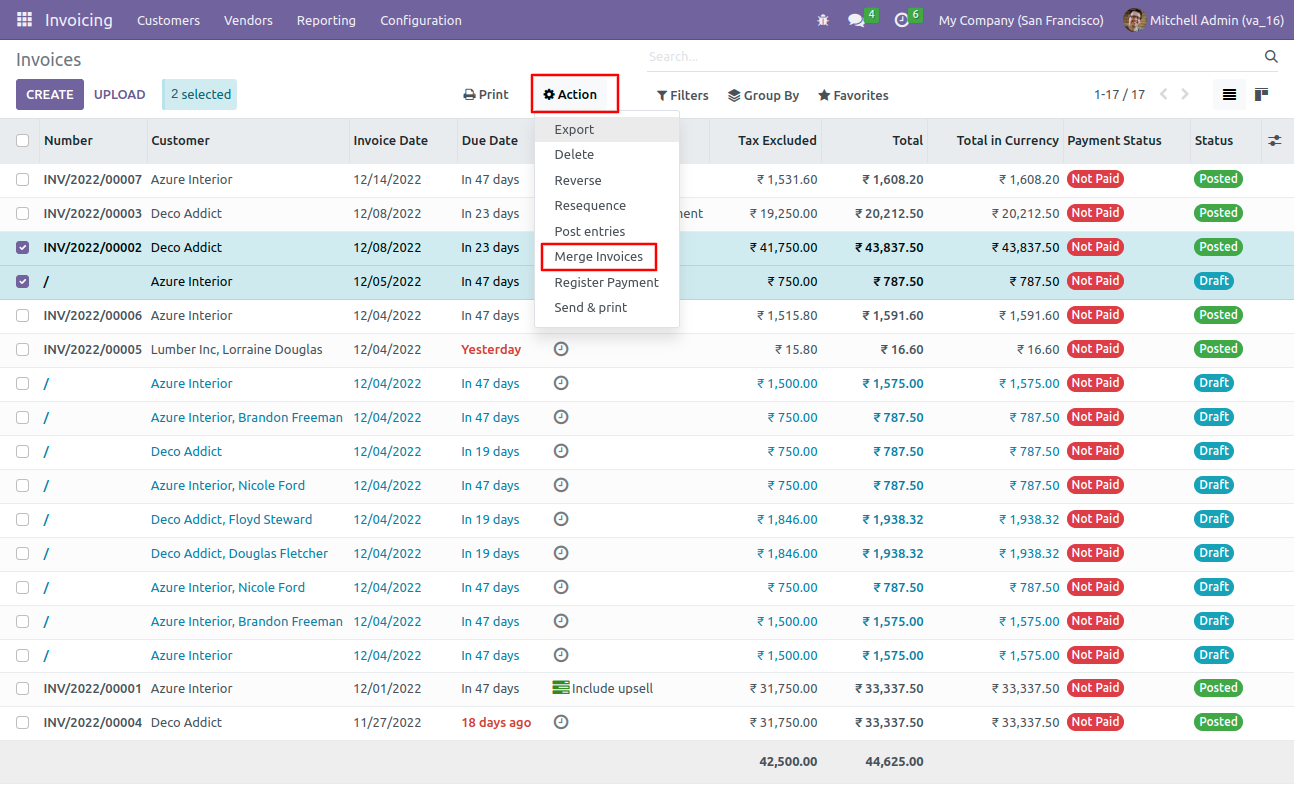 Invoicing Customers Vendors Reporting Configuration 4 6 My Company (San Francisco) Mitchell Admin (va_16)
Invoices Search...
CREATE UPLOAD 2 selected Print Action Filters Group By Favorites 1-17 / 17
Number Customer Invoice Date Due Date Tax Excluded Total Total in Currency Payment Status Status
Export
Delete
Reverse
Resequence
Post entries
Merge Invoices
Register Payment
Send & print
INV/2022/00007 Azure Interior 12/14/2022 In 47 days ₹ 1,531.60 ₹ 1,608.20 ₹ 1,608.20 Not Paid Posted
INV/2022/00003 Deco Addict 12/08/2022 In 23 days ₹ 19,250.00 ₹ 20,212.50 ₹ 20,212.50 Not Paid Posted
INV/2022/00002 Deco Addict 12/08/2022 In 23 days ₹ 41,750.00 ₹ 43,837.50 ₹ 43,837.50 Not Paid Posted
/ Azure Interior 12/05/2022 In 47 days ₹ 750.00 ₹ 787.50 ₹ 787.50 Not Paid Draft
INV/2022/00006 Azure Interior 12/04/2022 In 47 days ₹ 1,515.80 ₹ 1,591.60 ₹ 1,591.60 Not Paid Posted
INV/2022/00005 Lumber Inc, Lorraine Douglas 12/04/2022 Yesterday ₹ 15.80 ₹ 16.60 ₹ 16.60 Not Paid Posted
/ Azure Interior 12/04/2022 In 47 days ₹ 1,500.00 ₹ 1,575.00 ₹ 1,575.00 Not Paid Draft
/ Azure Interior, Brandon Freeman 12/04/2022 In 47 days ₹ 750.00 ₹ 787.50 ₹ 787.50 Not Paid Draft
/ Deco Addict 12/04/2022 In 19 days ₹ 750.00 ₹ 787.50 ₹ 787.50 Not Paid Draft
/ Azure Interior, Nicole Ford 12/04/2022 In 47 days ₹ 750.00 ₹ 787.50 ₹ 787.50 Not Paid Draft
/ Deco Addict, Floyd Steward 12/04/2022 In 19 days ₹ 1,846.00 ₹ 1,938.32 ₹ 1,938.32 Not Paid Draft
/ Deco Addict, Douglas Fletcher 12/04/2022 In 19 days ₹ 1,846.00 ₹ 1,938.32 ₹ 1,938.32 Not Paid Draft
/ Azure Interior, Nicole Ford 12/04/2022 In 47 days ₹ 750.00 ₹ 787.50 ₹ 787.50 Not Paid Draft
/ Azure Interior, Brandon Freeman 12/04/2022 In 47 days ₹ 1,500.00 ₹ 1,575.00 ₹ 1,575.00 Not Paid Draft
/ Azure Interior 12/04/2022 In 47 days ₹ 1,500.00 ₹ 1,575.00 ₹ 1,575.00 Not Paid Draft
INV/2022/00001 Azure Interior 12/01/2022 In 47 days Include upsell ₹ 31,750.00 ₹ 33,337.50 ₹ 33,337.50 Not Paid Posted
INV/2022/00004 Deco Addict 11/27/2022 18 days ago ₹ 31,750.00 ₹ 33,337.50 ₹ 33,337.50 Not Paid Posted
42,500.00 44,625.00